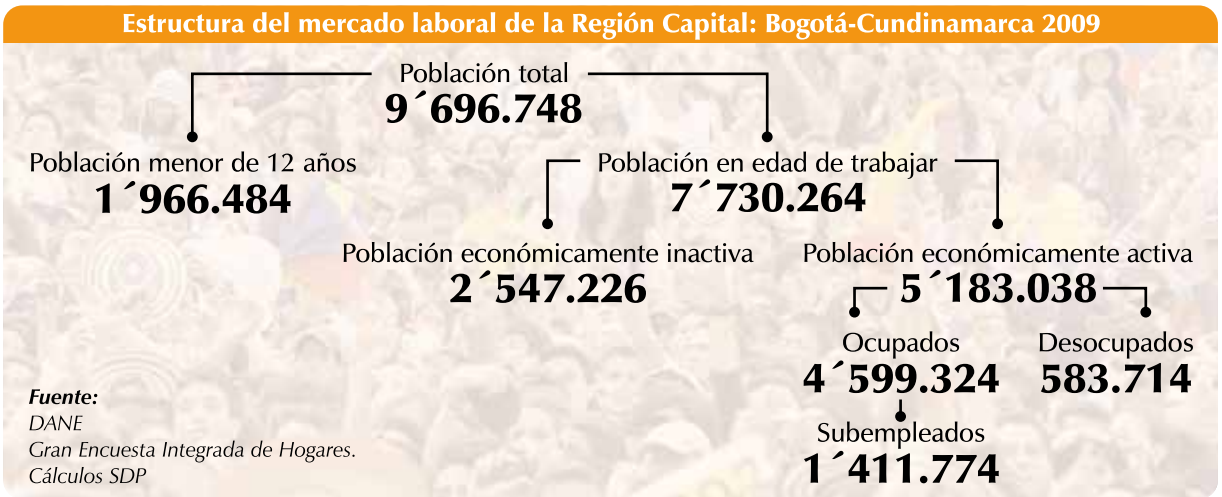 Estructura del mercado laboral de la Región Capital: Bogotá-Cundinamarca 2009
Población total
9´696.748
Población menor de 12 años
1´966.484
Población en edad de trabajar
7´730.264
Población económicamente inactiva
2´547.226
Población económicamente activa
5´183.038
Ocupados
4´599.324
Desocupados
583.714
Subempleados
1´411.774
Fuente:
DANE
Gran Encuesta Integrada de Hogares.
Cálculos SDP